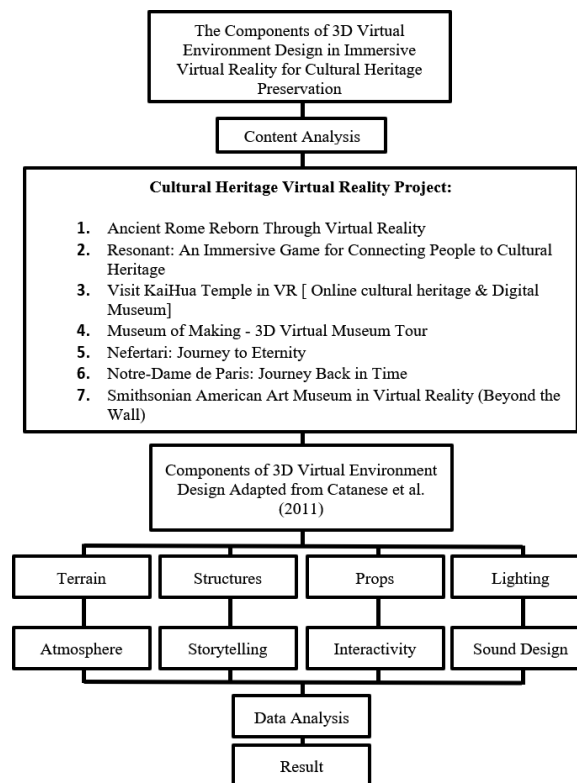 The Components of 3D Virtual
Environment Design in Immersive
Virtual Reality for Cultural Heritage
Preservation
Content Analysis
Cultural Heritage Virtual Reality Project:
1. Ancient Rome Reborn Through Virtual Reality
2. Resonant: An Immersive Game for Connecting People to Cultural
Heritage
3. Visit KaiHua Temple in VR [ Online cultural heritage & Digital
Museum]
4. Museum of Making - 3D Virtual Museum Tour
5. Nefertari: Journey to Eternity
6. Notre-Dame de Paris: Journey Back in Time
7. Smithsonian American Art Museum in Virtual Reality (Beyond the
Wall)
Components of 3D Virtual Environment
Design Adapted from Catanese et al.
(2011)
Terrain
Structures
Props
Lighting
Atmosphere
Storytelling
Interactivity
Sound Design
Data Analysis
Result